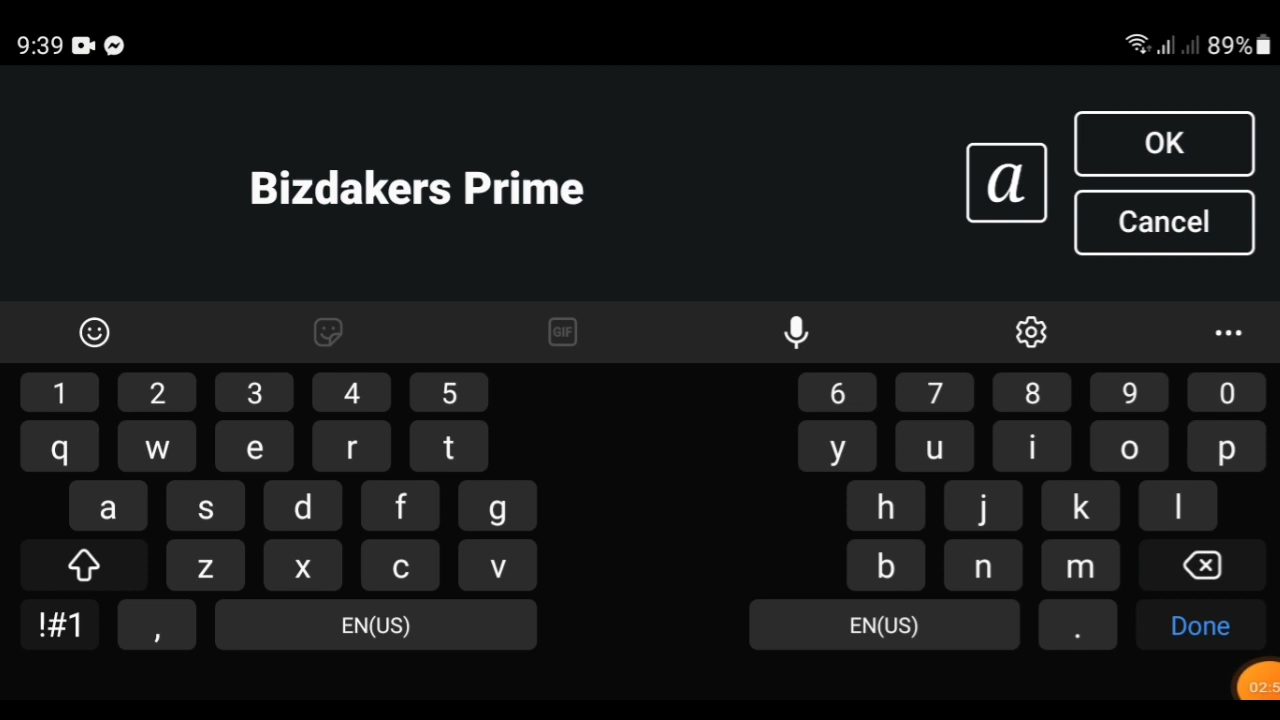 9:39 89%
Bizdakers Prime
a
OK
Cancel
GIF
1 2 3 4 5 6 7 8 9 0
q w e r t y u i o p
a s d f g h j k l
z x c v b n m
!#1 , EN(US) EN(US) . Done
02:5